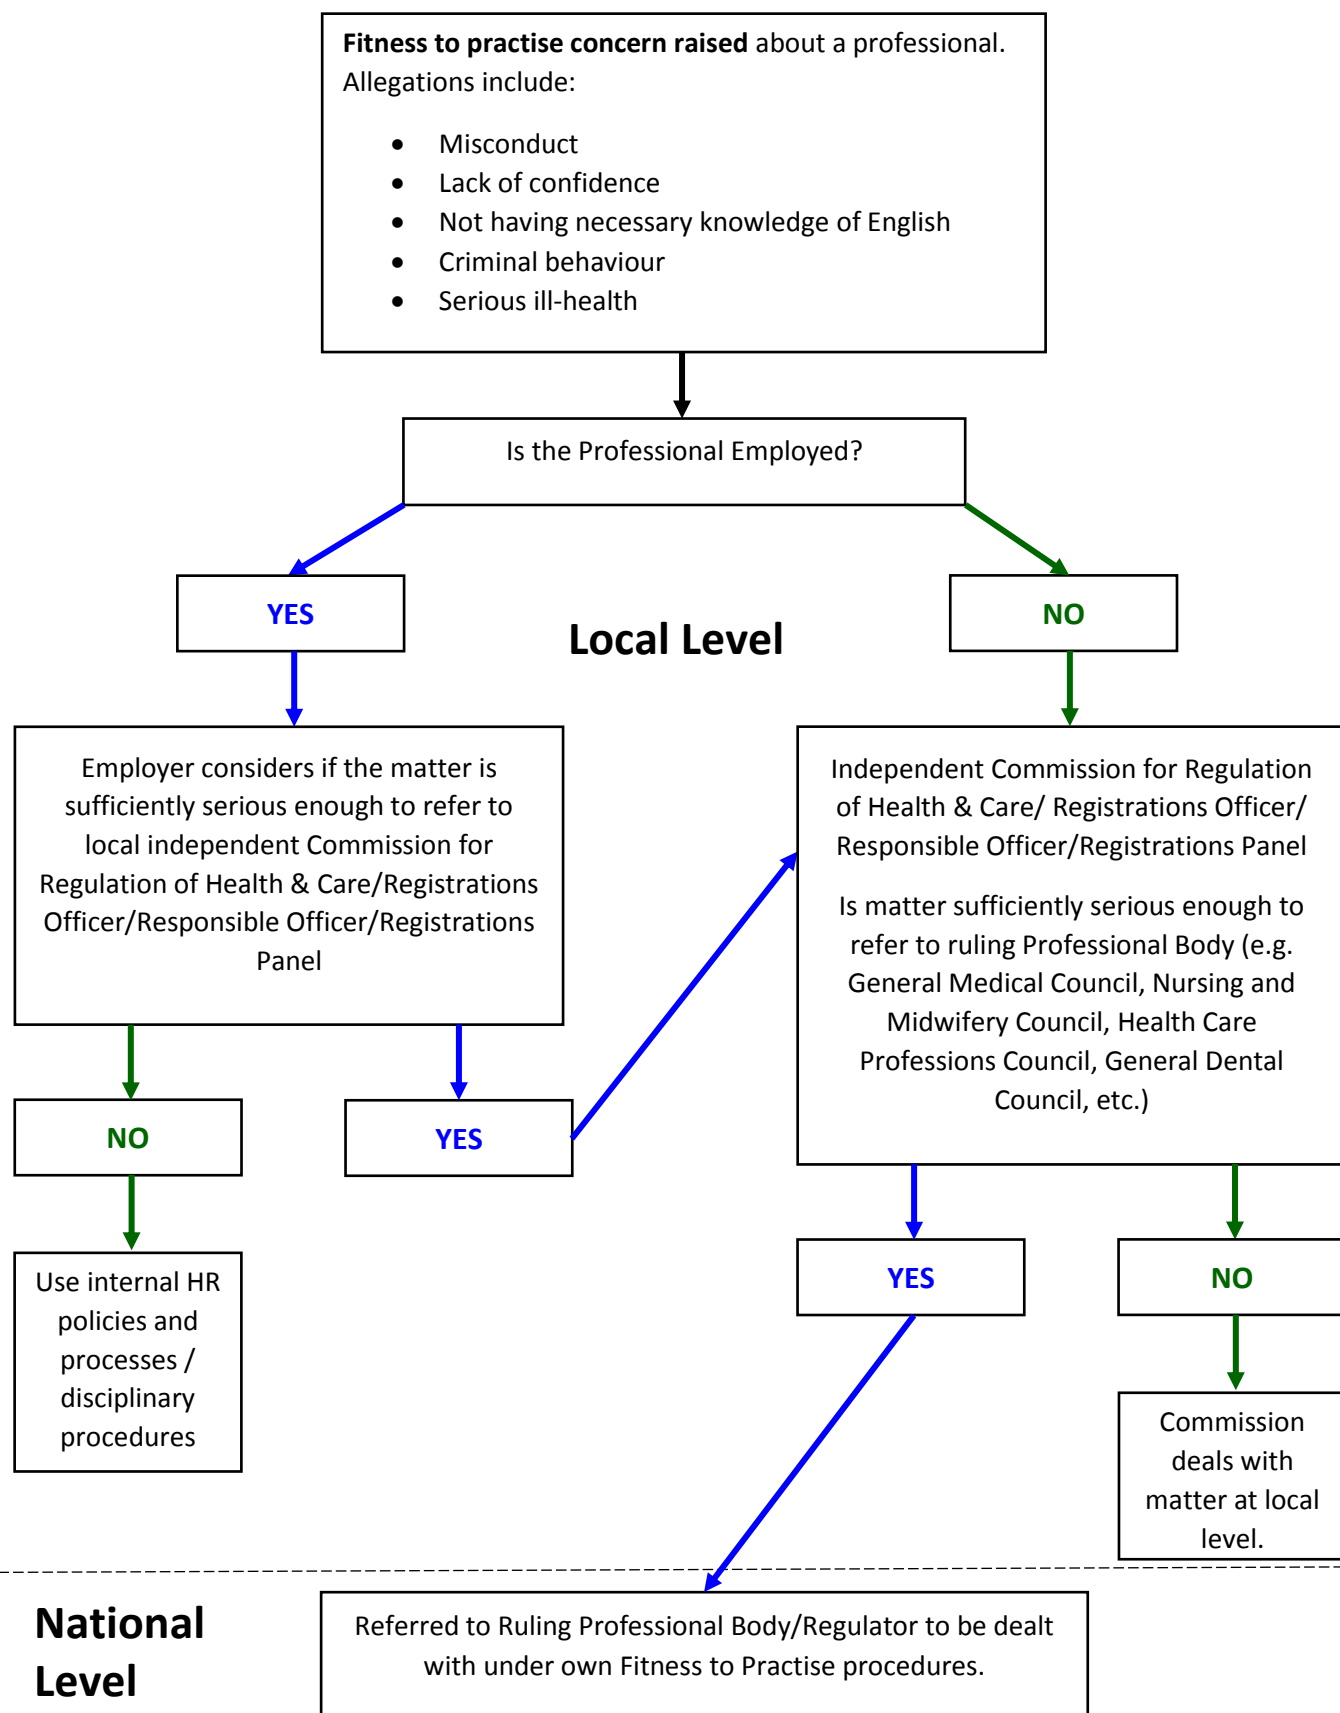 Fitness to practise concern raised about a professional.
Allegations include:
• Misconduct
• Lack of confidence
• Not having necessary knowledge of English
• Criminal behaviour
• Serious ill-health
Is the Professional Employed?
YES
NO
Local Level
Employer considers if the matter is
sufficiently serious enough to refer to
local independent Commission for
Regulation of Health & Care/Registrations
Officer/Responsible Officer/Registrations
Panel
Independent Commission for Regulation
of Health & Care/ Registrations Officer/
Responsible Officer/Registrations Panel
Is matter sufficiently serious enough to
refer to ruling Professional Body (e.g.
General Medical Council, Nursing and
Midwifery Council, Health Care
Professions Council, General Dental
Council, etc.)
NO
YES
YES
NO
Use internal HR
policies and
processes /
disciplinary
procedures
Commission
deals with
matter at local
level.
National
Level
Referred to Ruling Professional Body/Regulator to be dealt
with under own Fitness to Practise procedures.